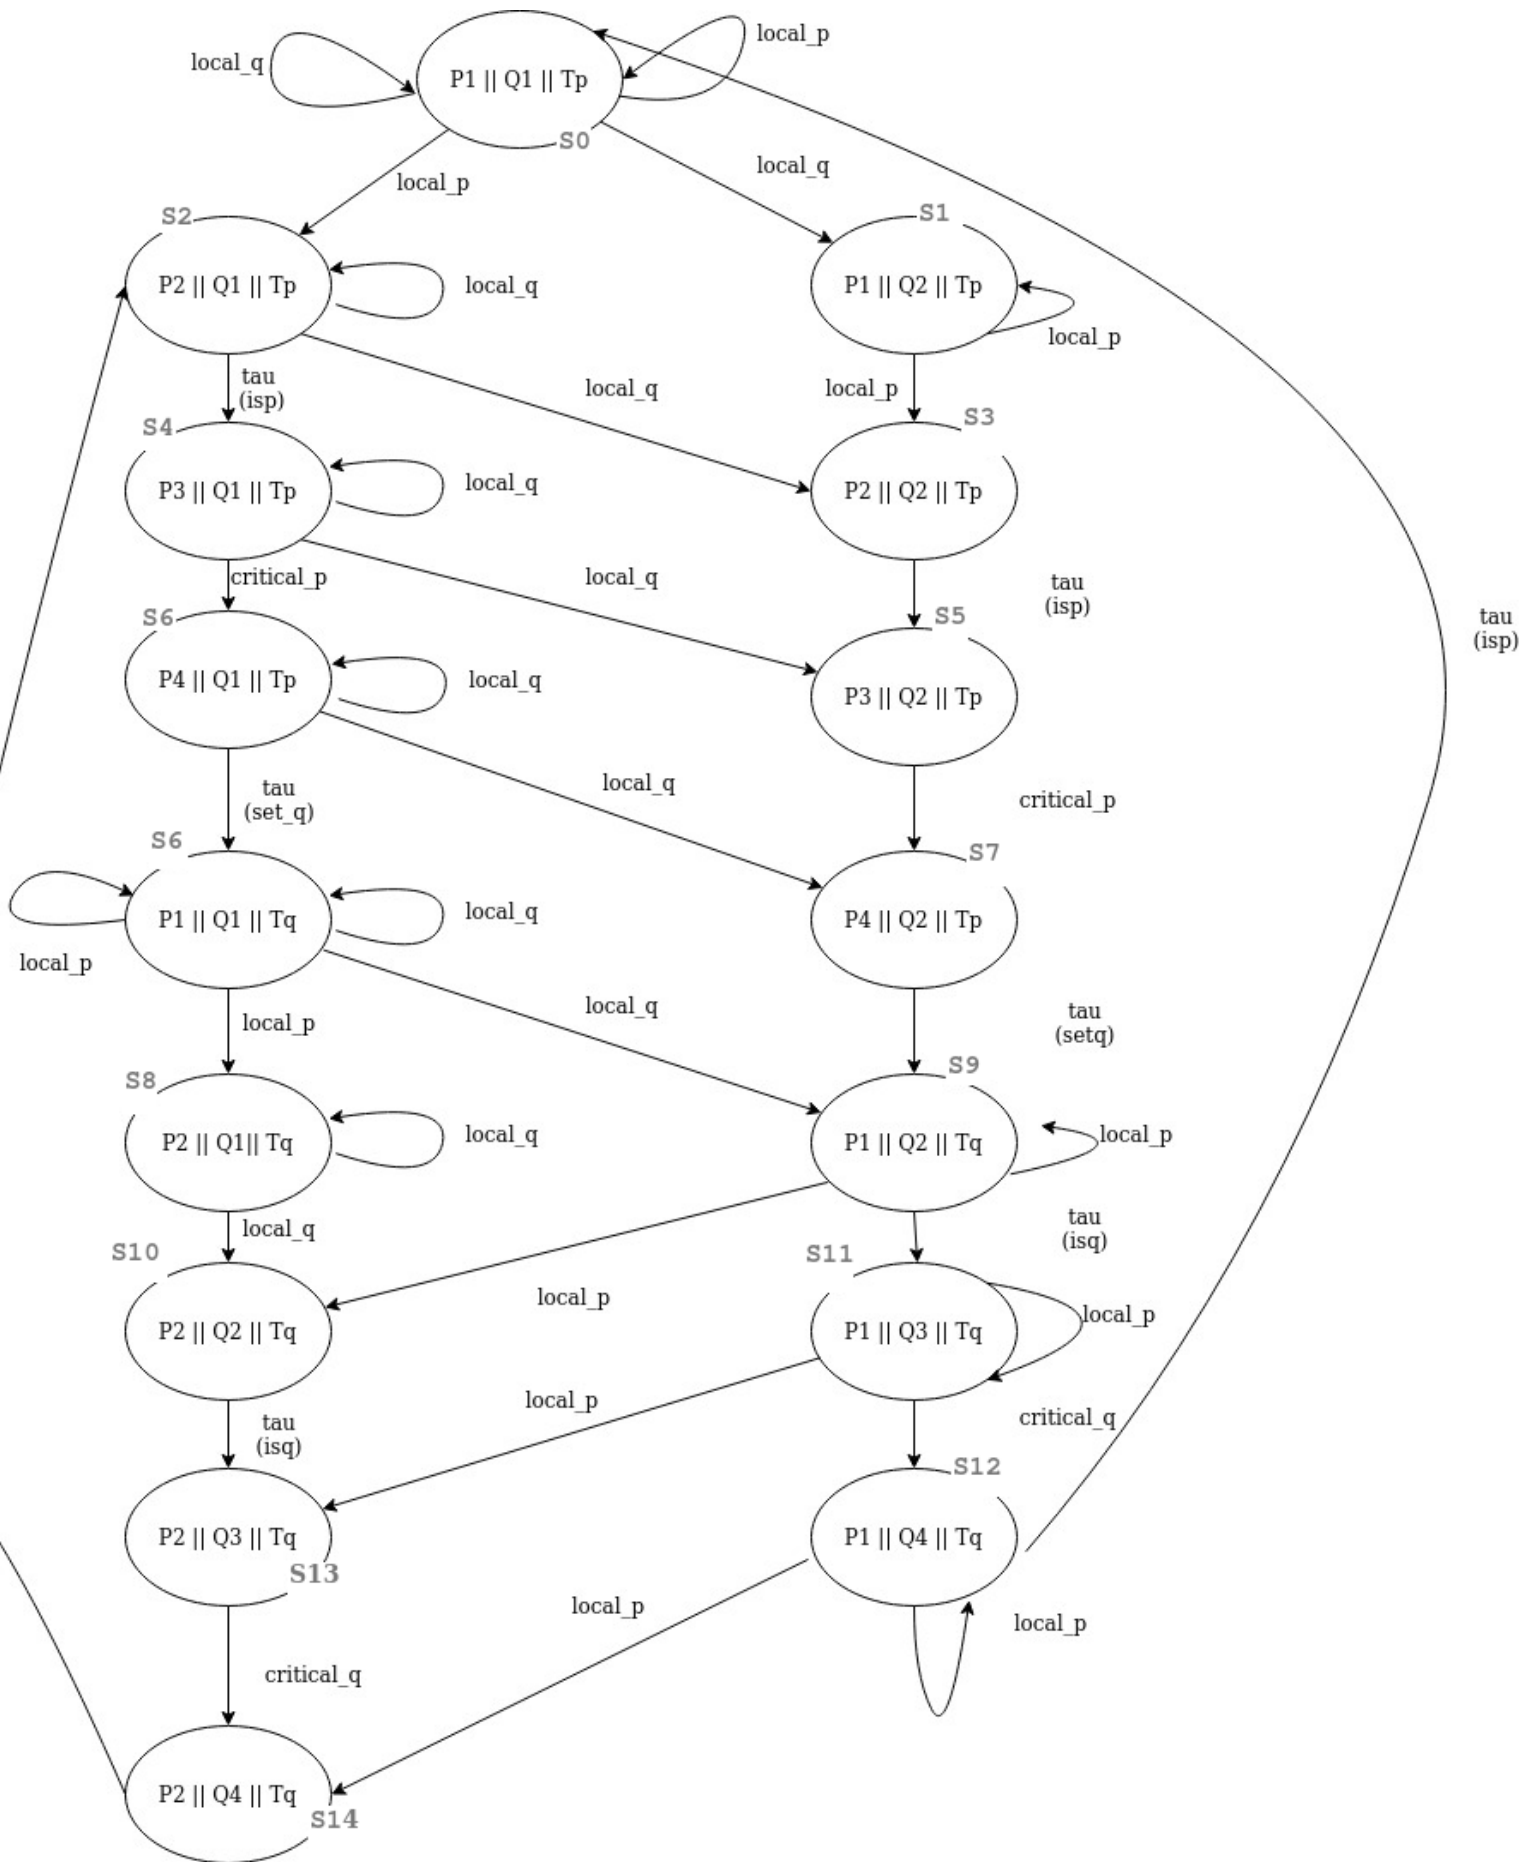 local_p
local_q
P1 || Q1 || Tp
S0
local_q
local_p
S2
S1
P2 || Q1 || Tp
local_q
P1 || Q2 || Tp
local_p
tau
(isp)
local_q
local_p
S4
S3
P3 || Q1 || Tp
local_q
P2 || Q2 || Tp
critical_p
local_q
tau
(isp)
tau
(isp)
S6
S5
P4 || Q1 || Tp
local_q
P3 || Q2 || Tp
tau
(set_q)
local_q
critical_p
S6
S7
P1 || Q1 || Tq
local_q
P4 || Q2 || Tp
local_p
local_p
local_q
tau
(setq)
S8
S9
P2 || Q1|| Tq
local_q
P1 || Q2 || Tq
local_p
local_q
tau
(isq)
S10
S11
local_p
P2 || Q2 || Tq
P1 || Q3 || Tq
local_p
tau
(isq)
local_p
critical_q
S12
P2 || Q3 || Tq
P1 || Q4 || Tq
S13
local_p
local_p
critical_q
P2 || Q4 || Tq
S14